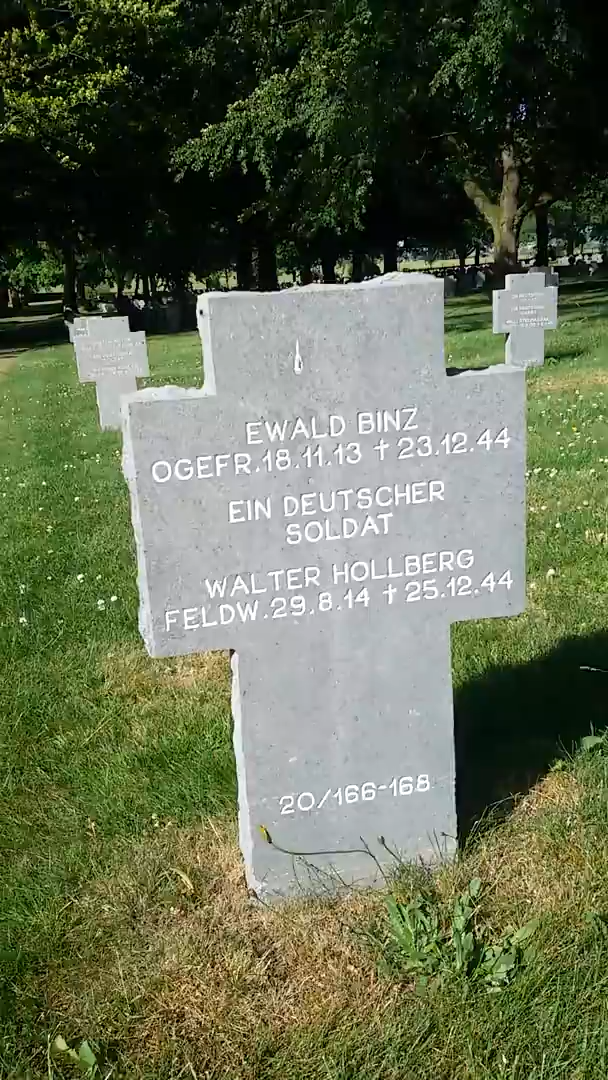 EWALD BINZ
OGEFR.18.11.13 † 23.12.44
EIN DEUTSCHER
SOLDAT
WALTER HOLLBERG
FELDW.29.8.14 † 25.12.44
20/166-168